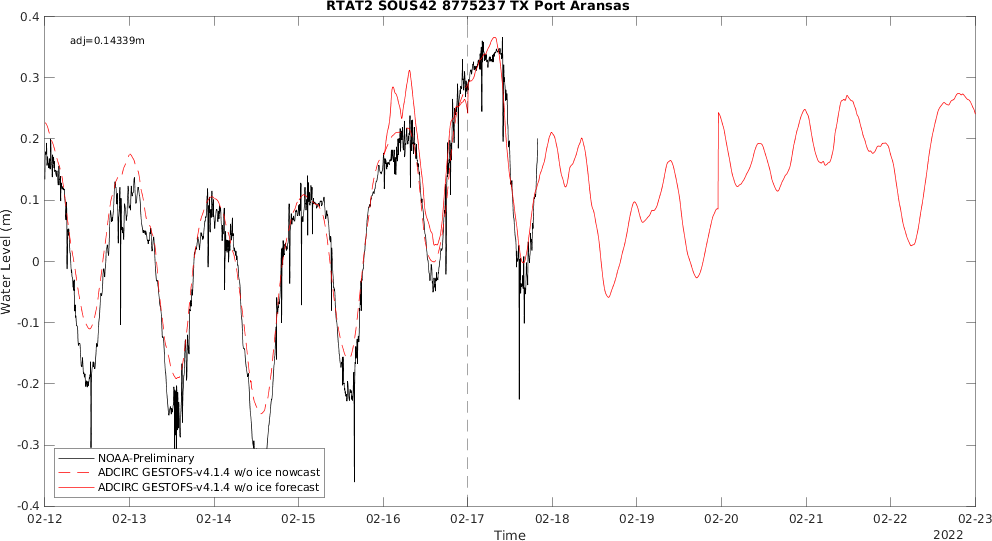 RTAT2 SOUS42 8775237 TX Port Aransas
adj=0.14339m
Water Level (m)
0.4
0.3
0.2
0.1
0
-0.1
-0.2
-0.3
-0.4
NOAA-Preliminary
ADCIRC GESTOFS-v4.1.4 w/o ice nowcast
ADCIRC GESTOFS-v4.1.4 w/o ice forecast
02-12 02-13 02-14 02-15 02-16 02-17 02-18 02-19 02-20 02-21 02-22 02-23
Time
2022